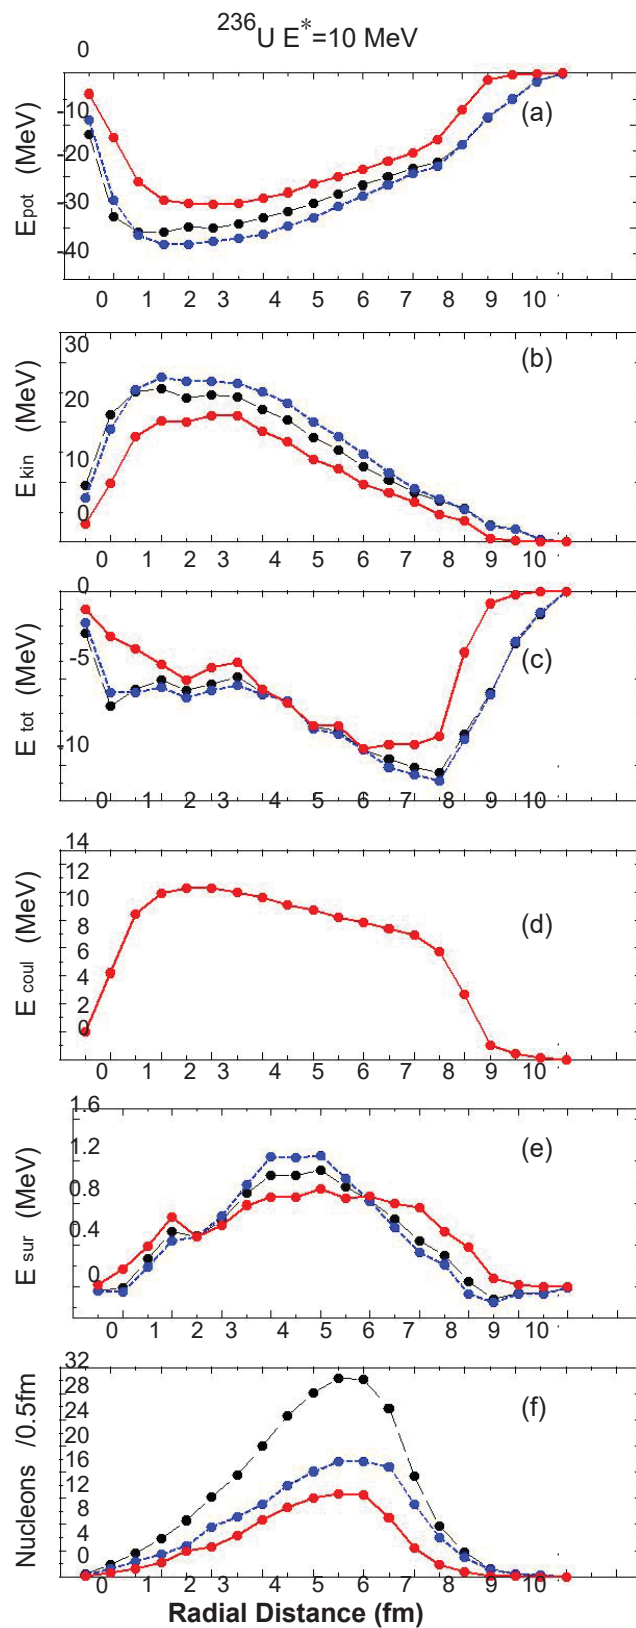 236U E*=10 MeV
0
-10
-20
-30
-40
Epot (MeV)
(a)
0 1 2 3 4 5 6 7 8 9 10
30
20
10
0
E kin (MeV)
(b)
0 1 2 3 4 5 6 7 8 9 10
0
-5
-10
E tot (MeV)
(c)
0 1 2 3 4 5 6 7 8 9 10
14
10
8
6
4
2
0
E coul (MeV)
(d)
0 1 2 3 4 5 6 7 8 9 10
1.6
1.2
0.8
0.4
0
E sur (MeV)
(e)
0 1 2 3 3 4 5 6 7 8 9 10
32
28
24
16
12
8
4
0
Nucleons /0.5fm
(f)
0 1 2 3 4 5 6 7 8 9 10
Radial Distance (fm)